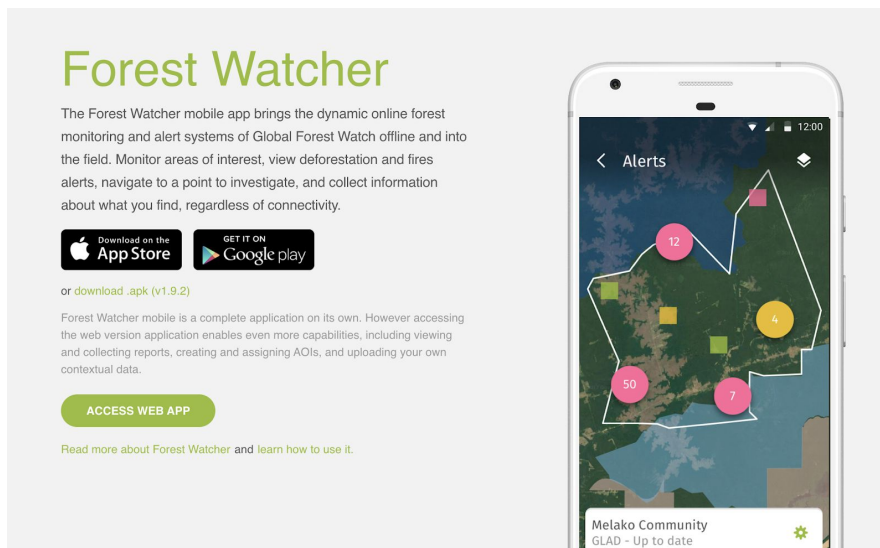 Forest Watcher
The Forest Watcher mobile app brings the dynamic online forest
monitoring and alert systems of Global Forest Watch offline and into
the field. Monitor areas of interest, view deforestation and fires
alerts, navigate to a point to investigate, and collect information
about what you find, regardless of connectivity.
Download on the
App Store
GET IT ON
Google play
or download .apk (v1.9.2)
Forest Watcher mobile is a complete application on its own. However accessing
the web version application enables even more capabilities, including viewing
and collecting reports, creating and assigning AOIs, and uploading your own
contextual data.
ACCESS WEB APP
Read more about Forest Watcher and learn how to use it.
12:00
Alerts
12
4
50
7
Melako Community
GLAD - Up to date